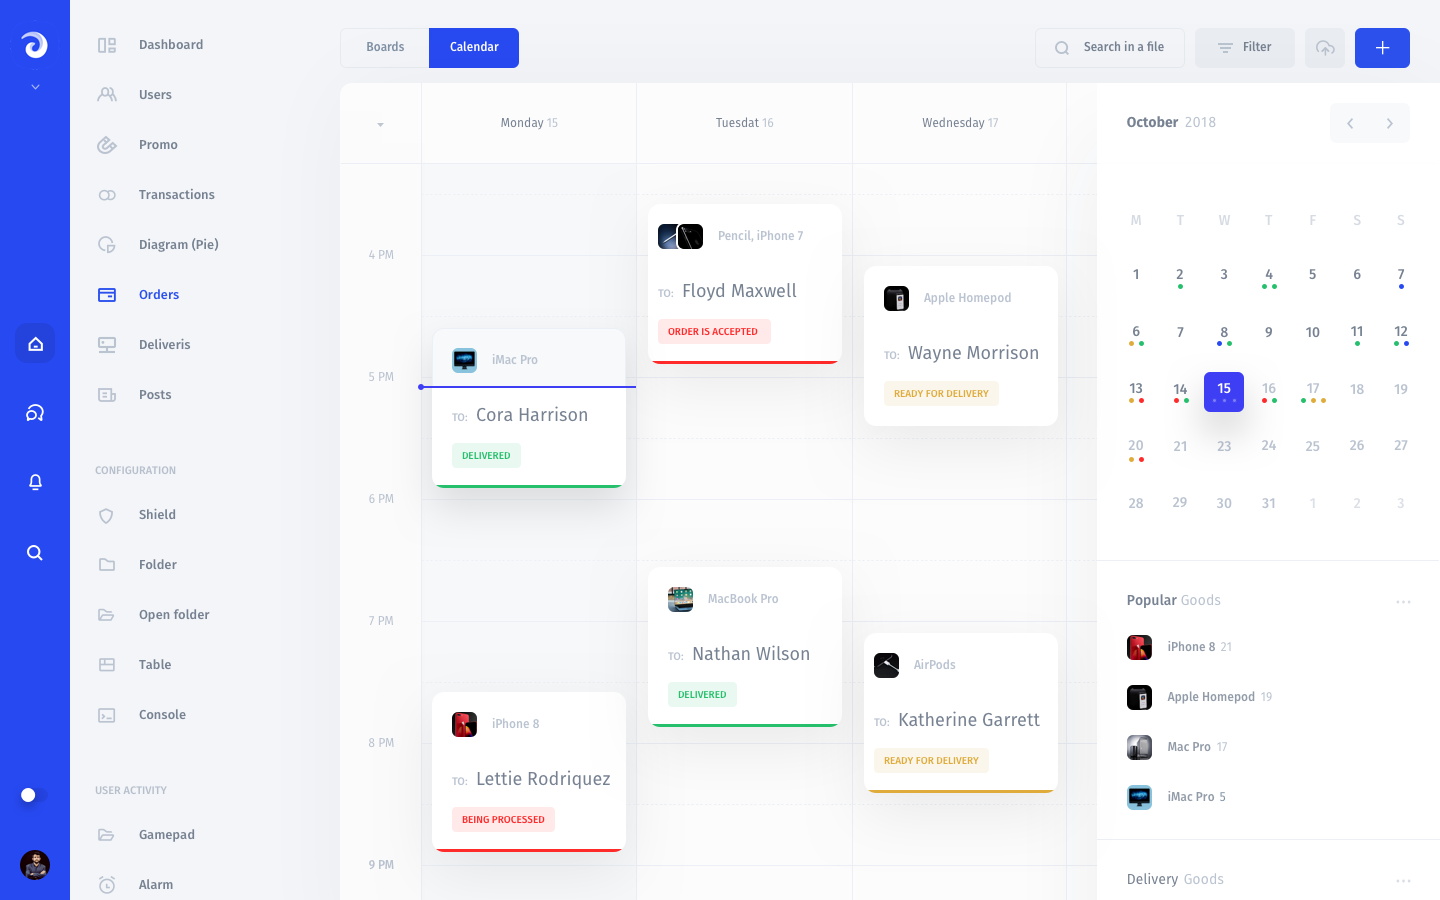 Dashboard
Users
Promo
Transactions
Diagram (Pie)
Orders
Deliveris
Posts
CONFIGURATION
Shield
Folder
Open folder
Table
Console
USER ACTIVITY
Gamepad
Alarm
Boards
Calendar
Search in a file
Filter
Monday 15
Tuesdat 16
Wednesday 17
4 PM
5 PM
6 PM
7 PM
8 PM
9 PM
iMac Pro
TO: Cora Harrison
DELIVERED
iPhone 8
TO: Lettie Rodriquez
BEING PROCESSED
Pencil, iPhone 7
TO: Floyd Maxwell
ORDER IS ACCEPTED
MacBook Pro
TO: Nathan Wilson
DELIVERED
Apple Homepod
TO: Wayne Morrison
READY FOR DELIVERY
AirPods
TO: Katherine Garrett
READY FOR DELIVERY
October 2018
M T W T F S S
1 2 3 4 5 6 7
6 7 8 9 10 11 12
13 14 15 16 17 18 19
20 21 22 23 24 25 26 27
28 29 30 31 1 2 3
Popular Goods
iPhone 8 21
Apple Homepod 19
Mac Pro 17
iMac Pro 5
Delivery Goods